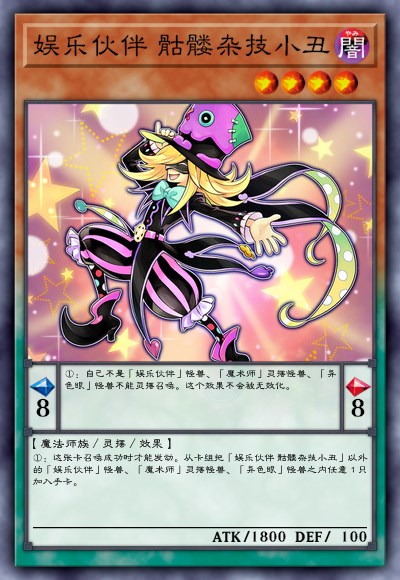 娱乐伙伴 骷髅杂技小丑
やみ
闇
①：自己不是「娱乐伙伴」怪兽、「魔术师」灵摆怪兽、「异
色眼」怪兽不能灵摆召唤。这个效果不会被无效化。
8
8
【魔法师族／灵摆／效果】
①：这张卡召唤成功时才能发动。从卡组把「娱乐伙伴 骷髅杂技小丑」以外
的「娱乐伙伴」怪兽、「魔术师」灵摆怪兽、「异色眼」怪兽之内任意１只
加入手卡。
ATK/1800 DEF/ 100